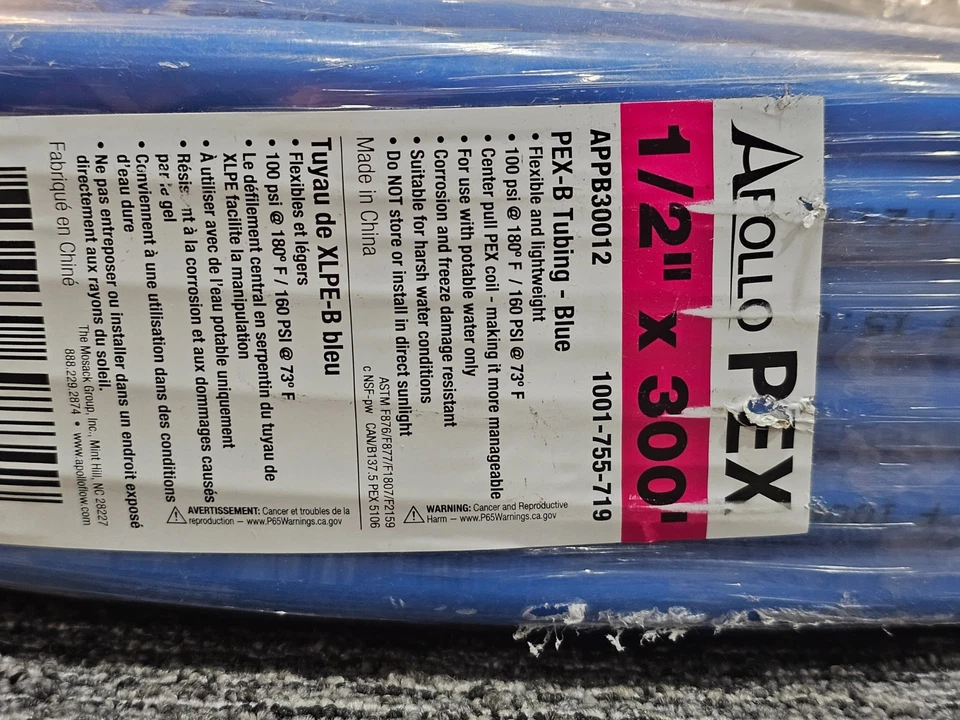 APOLLO PEX
1/2" x 300'
APPB30012 1001-755-719
PEX-B Tubing - Blue
• Flexible and lightweight
• 100 psi @ 180° F / 160 PSI @ 73° F
• Center pull PEX coil - making it more manageable
• For use with potable water only
• Corrosion and freeze damage resistant
• Suitable for harsh water conditions
• Do NOT store or install in direct sunlight
WARNING: Cancer and Reproductive
Harm — www.P65Warnings.ca.gov
Made in China
ASTM F876/F877/F1807/F2159
c NSF-pw CAN/B137.5 PEX 5106
Tuyau de XLPE-B bleu
• Flexibles et légers
• 100 psi @ 180° F / 160 PSI @ 73° F
• Le défilement central en serpentin du tuyau de
XLPE facilite la manipulation
• À utiliser avec de l'eau potable uniquement
• à la corrosion et aux dommages causés
par le gel
• Conviennent à une utilisation dans des conditions
d'eau dure
• Ne pas entreposer ou installer dans un endroit exposé
directement aux rayons du soleil.
AVERTISSEMENT: Cancer et troubles de la
reproduction – www.P65Warnings.ca.gov
Fabriqué en Chine
The Mosack Group, Inc., Mint Hill, NC 28227
888.229.2874 • www.apolloflow.com